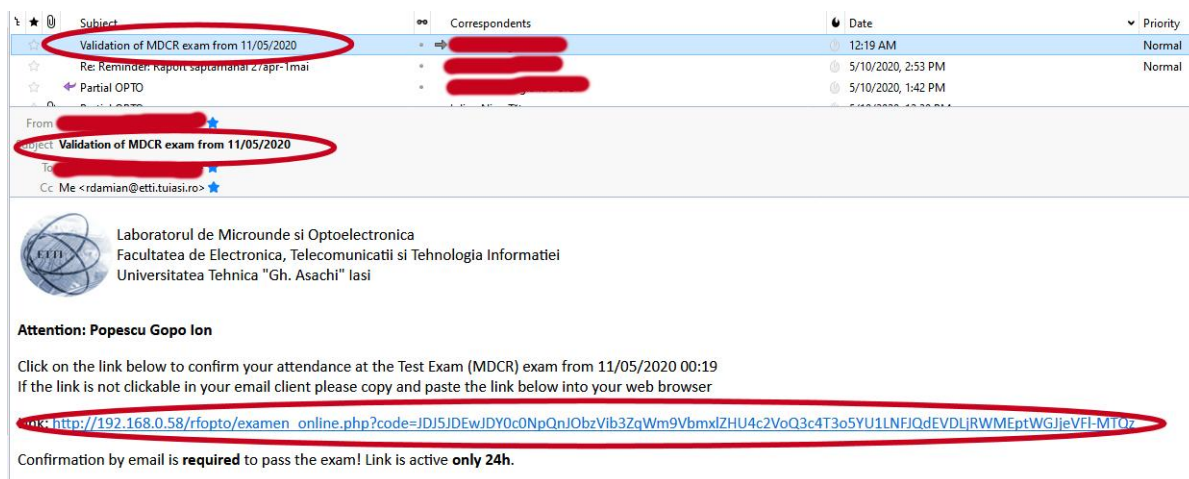 Subject Correspondents Date Priority
Validation of MDCR exam from 11/05/2020 12:19 AM Normal
Re: Reminder: Raport saptamanal 27apr-1mai 5/10/2020, 2:53 PM Normal
Partial OPTO 5/10/2020, 1:42 PM
From
Subject Validation of MDCR exam from 11/05/2020
To
Cc Me <rdamian@etti.tuiasi.ro>
ETTI
Laboratorul de Microunde si Optoelectronica
Facultatea de Electronica, Telecomunicatii si Tehnologia Informatiei
Universitatea Tehnica "Gh. Asachi" Iasi
Attention: Popescu Gopo Ion
Click on the link below to confirm your attendance at the Test Exam (MDCR) exam from 11/05/2020 00:19
If the link is not clickable in your email client please copy and paste the link below into your web browser
Link: http://192.168.0.58/rfopto/examen_online.php?code=JDJ5JDEwJDY0c0NpQnJObzVib3ZqWm9VbmxlZHU4c2VoQ3c4T3o5YU1LNFJQdEVDLjRWMEptWGJjeVFl-MTQz
Confirmation by email is required to pass the exam! Link is active only 24h.